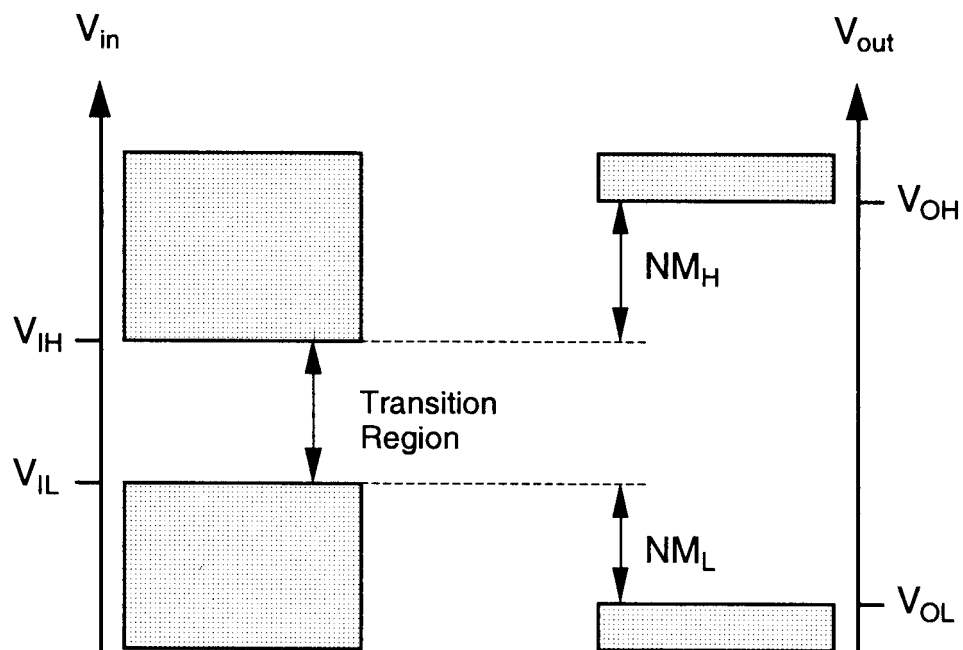 V_in
V_out
V_OH
NM_H
V_IH
Transition
Region
V_IL
NM_L
V_OL